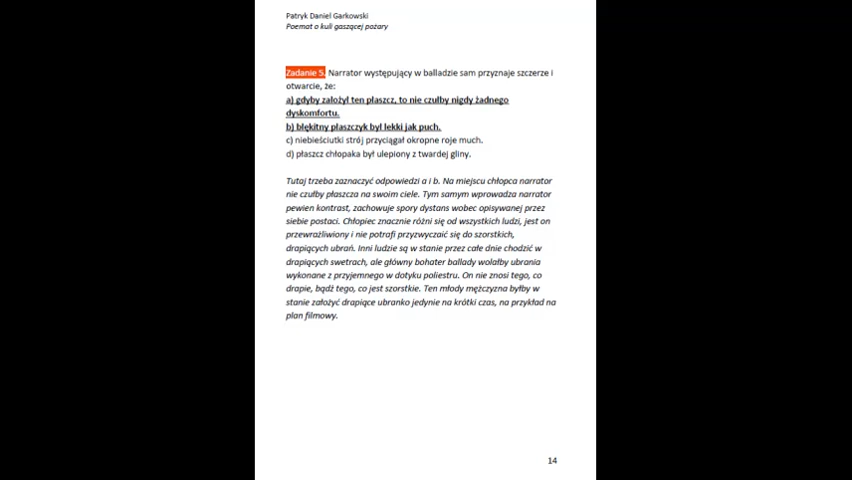 Patryk Daniel Garkowski
Poemat o kuli gaszącej pożary
Zadanie 5. Narrator występujący w balladzie sam przyznaje szczerze i
otwarcie, że:
a) gdyby założył ten płaszcz, to nie czułby nigdy żadnego
dyskomfortu.
b) błękitny płaszczyk był lekki jak puch.
c) niebieściutki strój przyciągał okropne roje much.
d) płaszcz chłopaka był ulepiony z twardej gliny.
Tutaj trzeba zaznaczyć odpowiedzi a i b. Na miejscu chłopca narrator
nie czułby płaszcza na swoim ciele. Tym samym wprowadza narrator
pewien kontrast, zachowuje spory dystans wobec opisywanej przez
siebie postaci. Chłopiec znacznie różni się od wszystkich ludzi, jest on
przewrażliwiony i nie potrafi przyzwyczaić się do szorstkich,
drapiących ubrań. Inni ludzie są w stanie przez całe dnie chodzić w
drapiących swetrach, ale główny bohater ballady wolałby ubrania
wykonane z przyjemnego w dotyku poliestru. On nie znosi tego, co
drapie, bądź tego, co jest szorstkie. Ten młody mężczyzna byłby w
stanie założyć drapiące ubranko jedynie na krótki czas, na przykład na
plan filmowy.
14